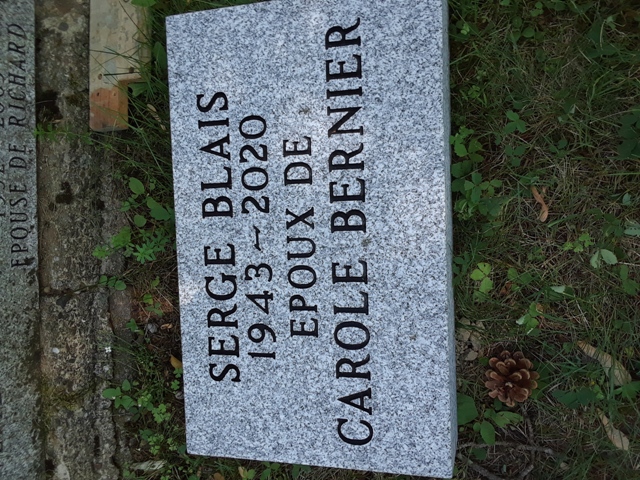 EPOUSE DE RICHARD
SERGE BLAIS
1943~2020
EPOUX DE
CAROLE BERNIER